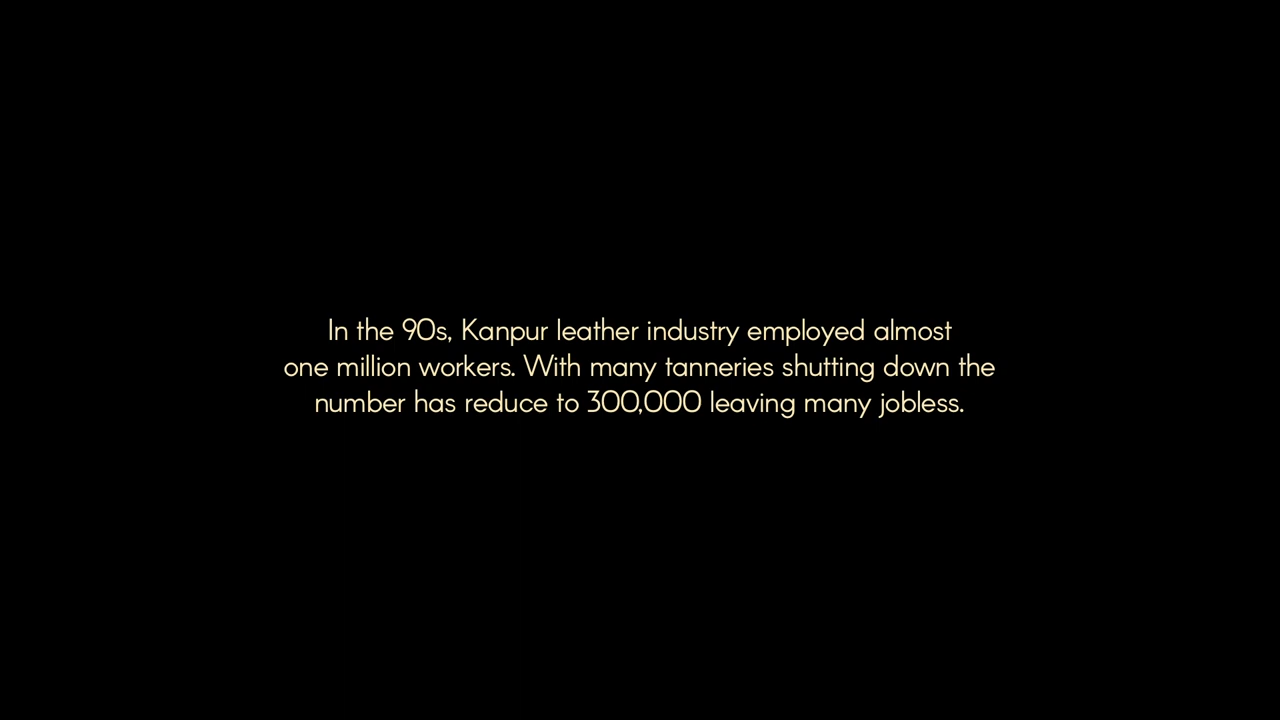 In the 90s, Kanpur leather industry employed almost
one million workers. With many tanneries shutting down the
number has reduce to 300,000 leaving many jobless.